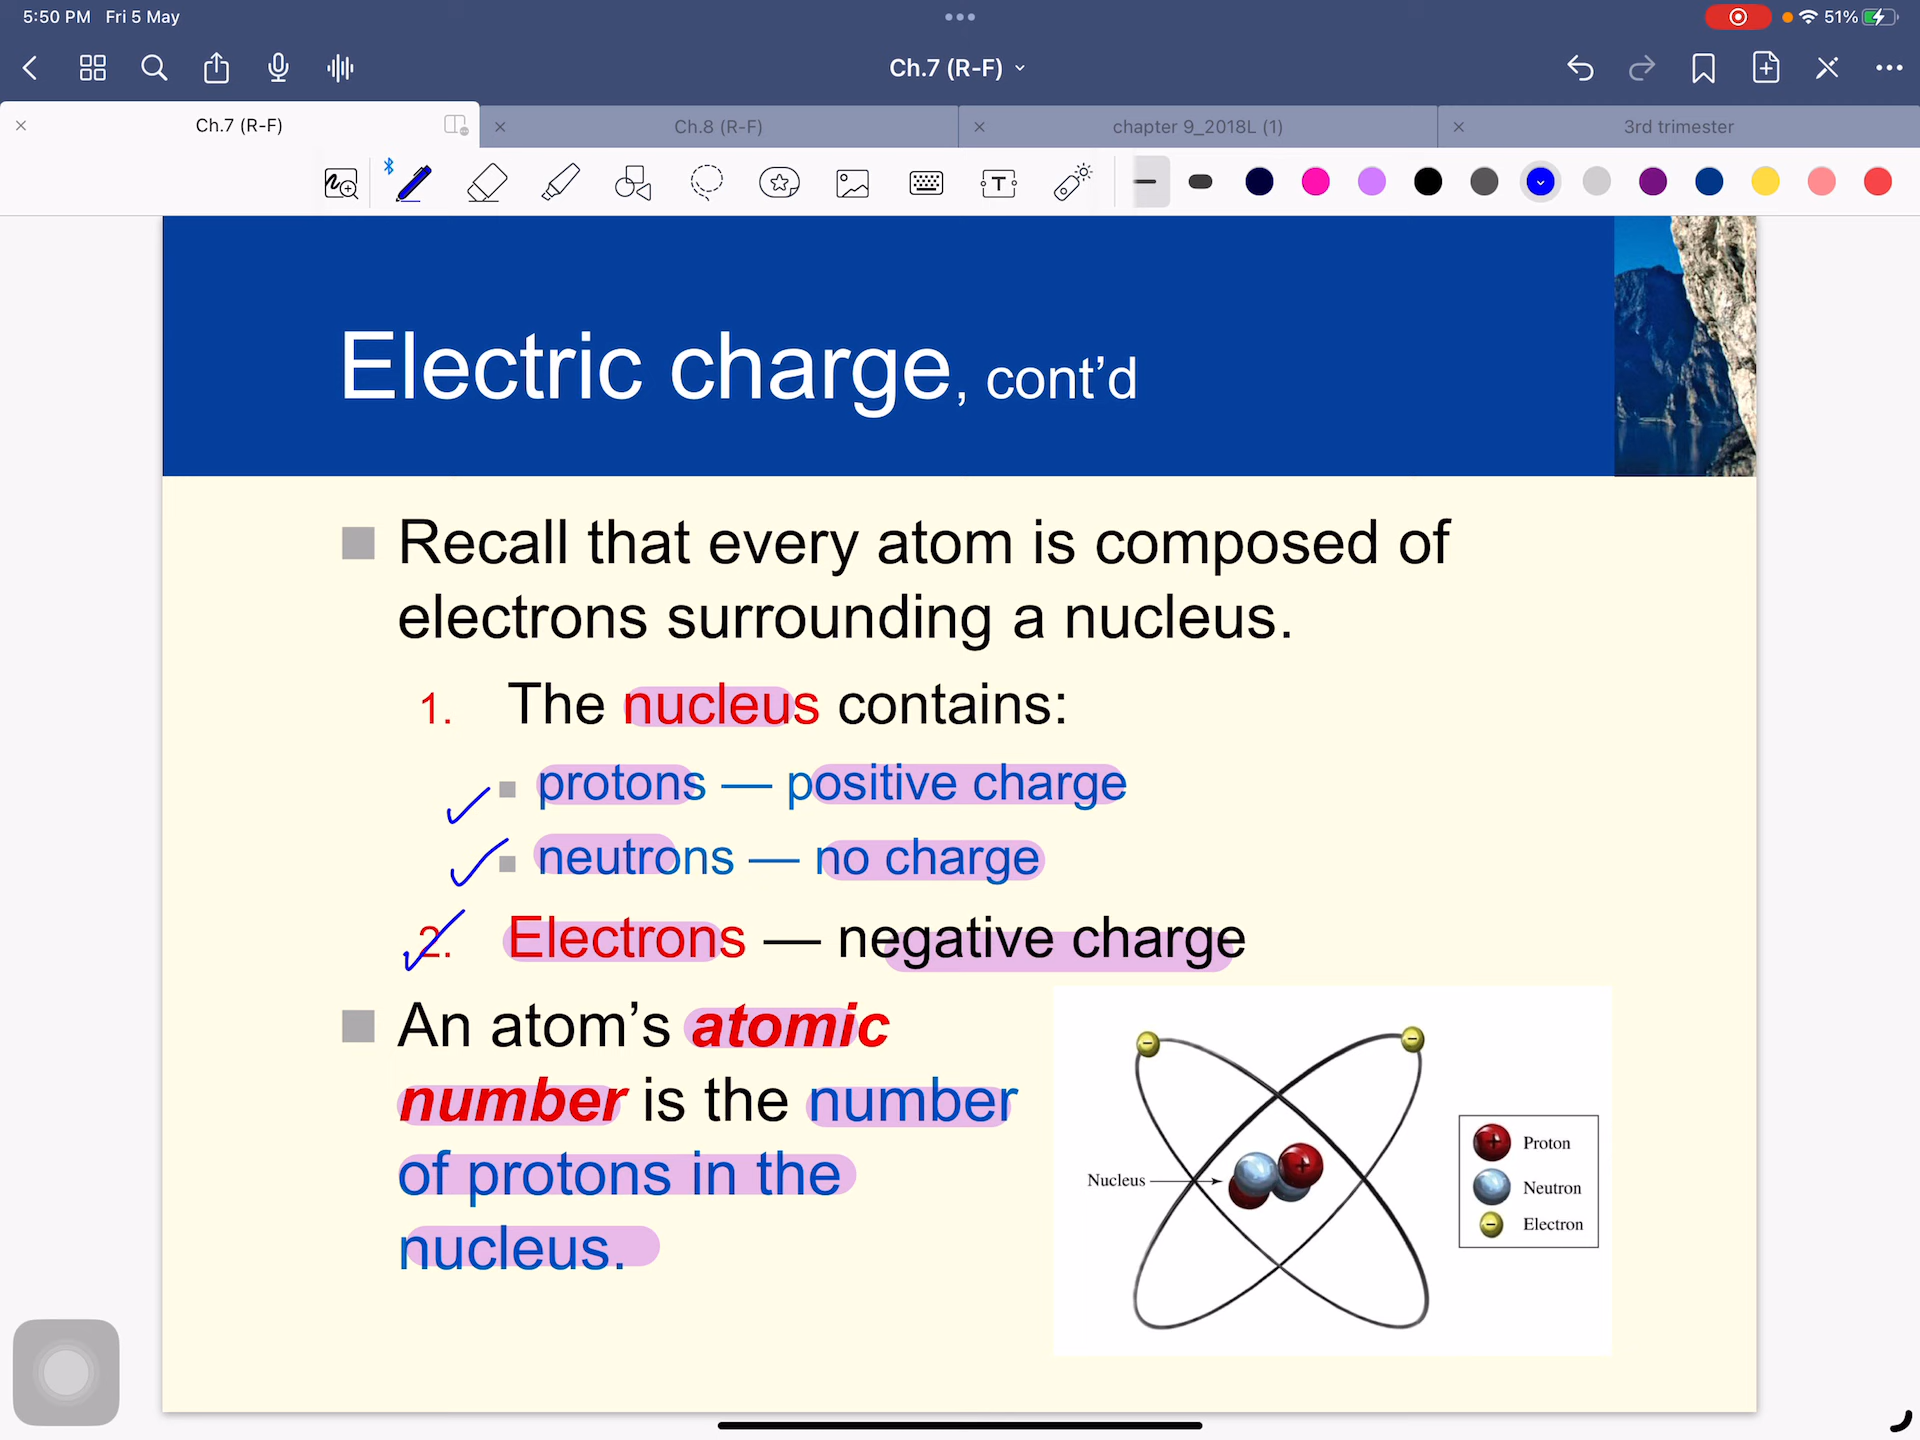 5:50 PM Fri 5 May
51%
Ch.7 (R-F)
Ch.7 (R-F)
Ch.8 (R-F)
chapter 9_2018L (1)
3rd trimester
T
Electric charge, cont’d
Recall that every atom is composed of
electrons surrounding a nucleus.
1. The nucleus contains:
protons — positive charge
neutrons — no charge
2. Electrons — negative charge
An atom’s atomic
number is the number
of protons in the
nucleus.
Nucleus
Proton
Neutron
Electron